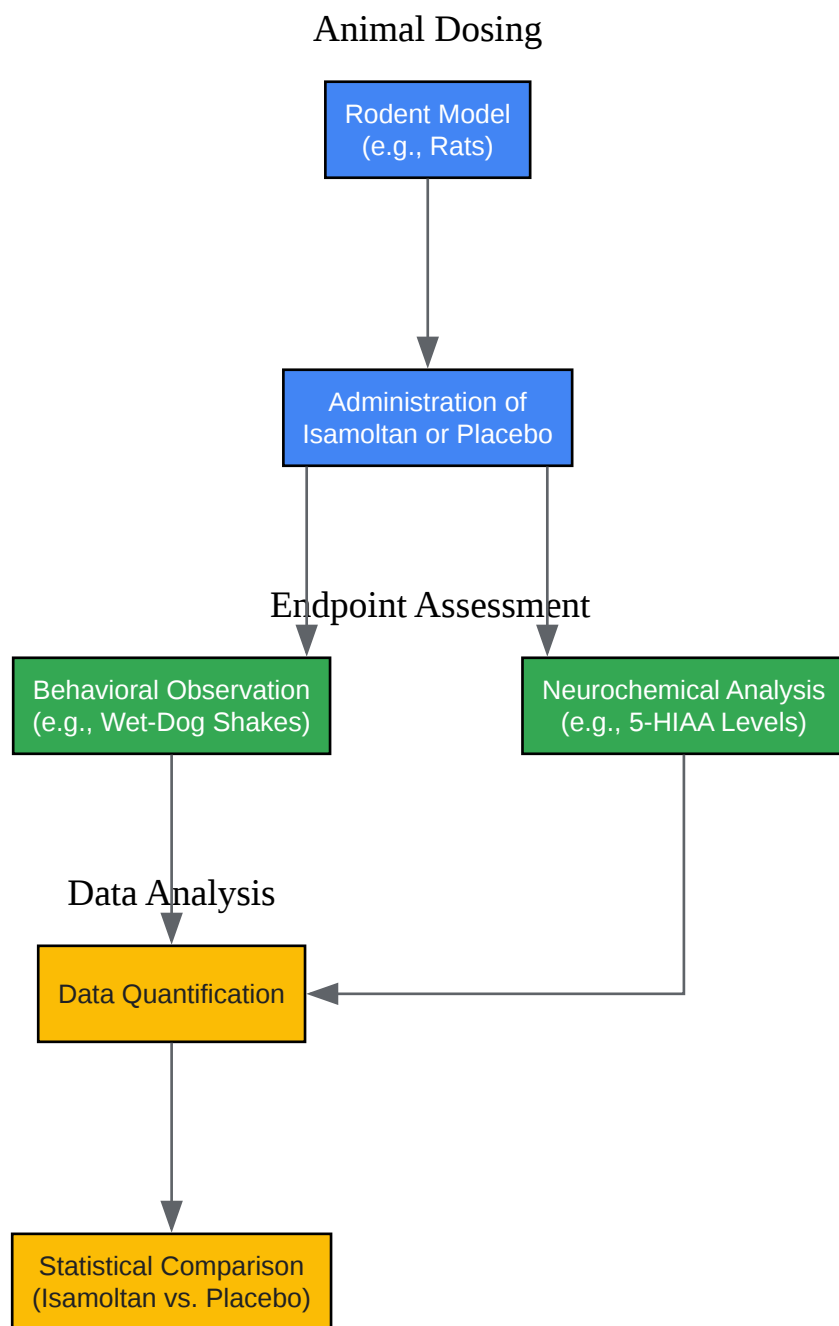 Animal Dosing
Rodent Model
(e.g., Rats)
Administration of
Isamoltan or Placebo
Endpoint Assessment
Behavioral Observation
(e.g., Wet-Dog Shakes)
Neurochemical Analysis
(e.g., 5-HIAA Levels)
Data Analysis
Data Quantification
Statistical Comparison
(Isamoltan vs. Placebo)